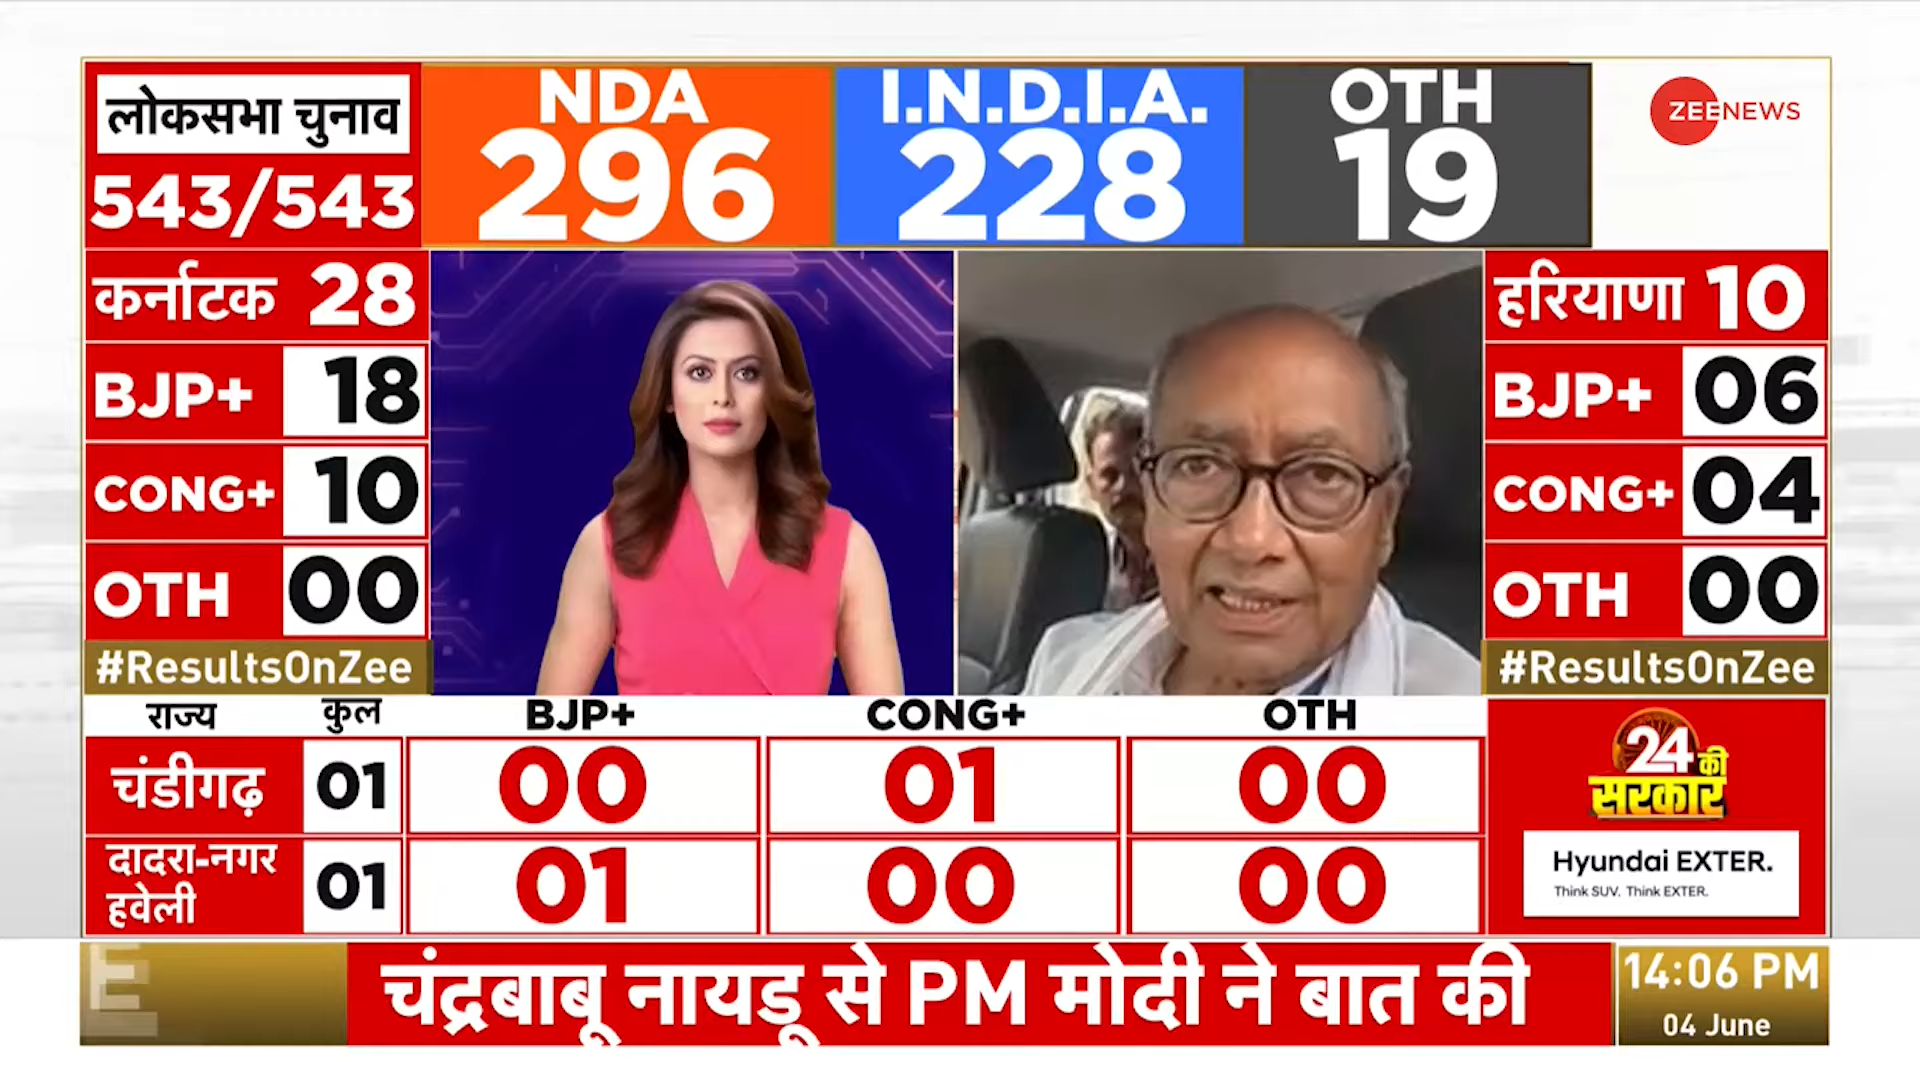 लोकसभा चुनाव
543/543
NDA
296
I.N.D.I.A.
228
OTH
19
ZEENEWS
कर्नाटक 28
BJP+ 18
CONG+ 10
OTH 00
#ResultsOnZee
हरियाणा 10
BJP+ 06
CONG+ 04
OTH 00
#ResultsOnZee
राज्य कुल BJP+ CONG+ OTH
चंडीगढ़ 01 00 01 00
दादरा-नगर
हवेली 01 01 00 00
24 की
सरकार
Hyundai EXTER.
Think SUV. Think EXTER.
E
चंद्रबाबू नायडू से PM मोदी ने बात की
14:06 PM
04 June